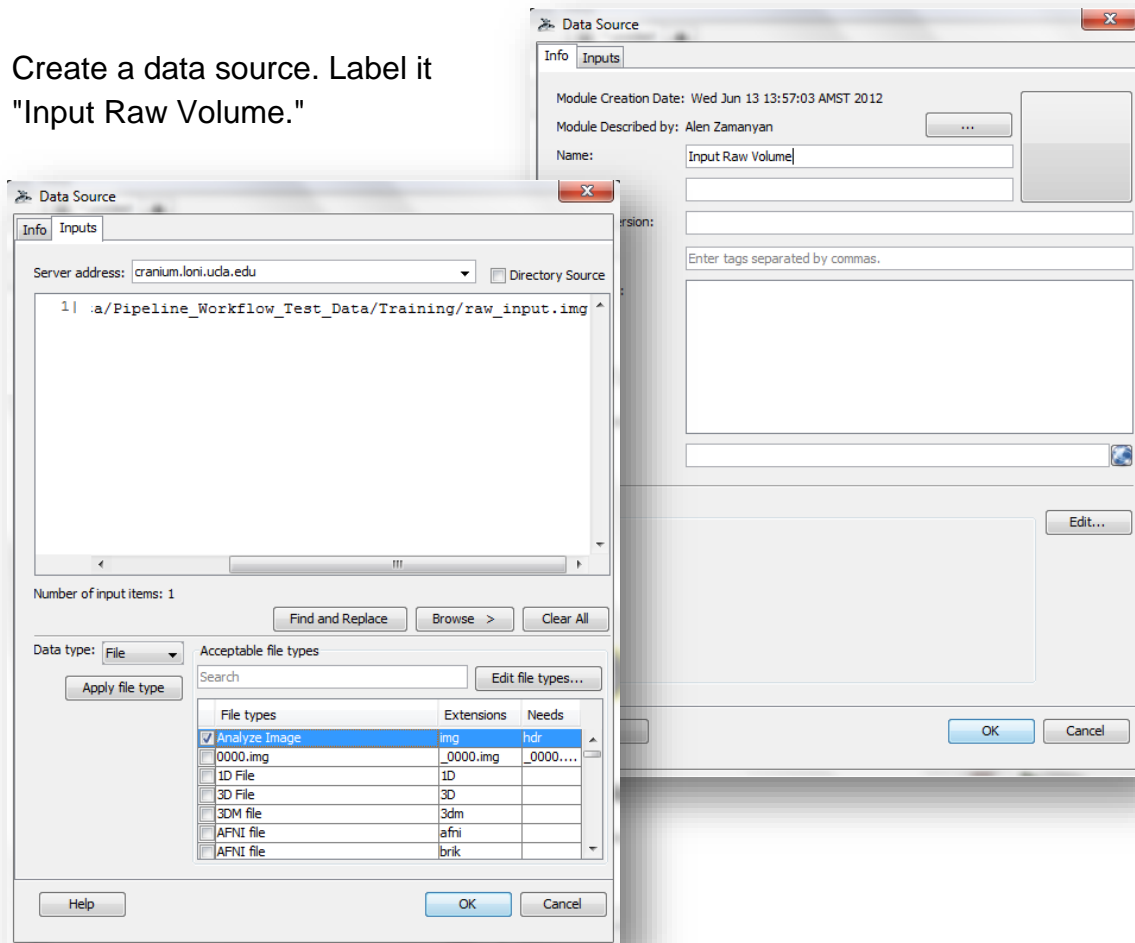 Create a data source. Label it
"Input Raw Volume."
Data Source
Info Inputs
Module Creation Date: Wed Jun 13 13:57:03 AMST 2012
Module Described by: Alen Zamanyan ...
Name: Input Raw Volume
Enter tags separated by commas.
Edit...
OK Cancel
Data Source
Info Inputs
Server address: cranium.loni.ucla.edu Directory Source
1| a/Pipeline_Workflow_Test_Data/Training/raw_input.img
Number of input items: 1
Find and Replace Browse > Clear All
Data type: File Acceptable file types
Search Edit file types...
Apply file type
File types Extensions Needs
Analyze Image img hdr
0000.img _0000.img _0000....
1D File 1D
3D File 3D
3DM file 3dm
AFNI file afni
AFNI file brik
Help OK Cancel